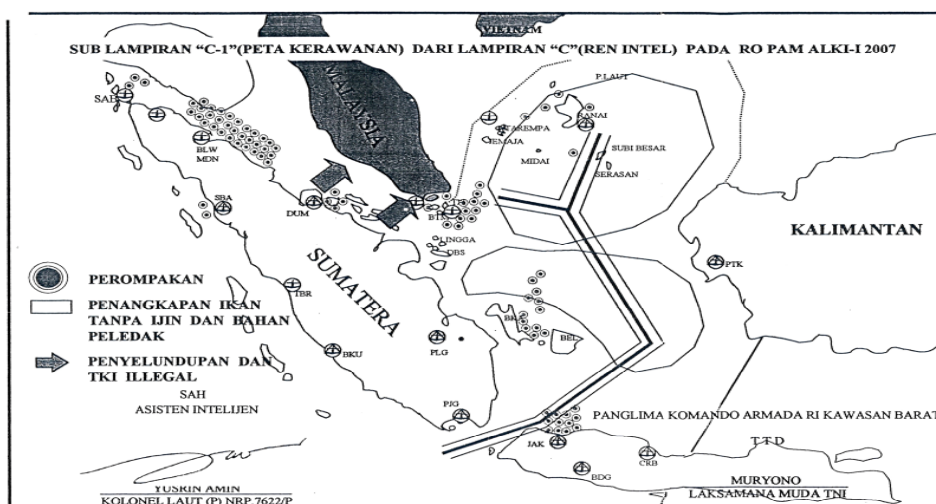 VIETNAM
SUB LAMPIRAN “C-1”(PETA KERAWANAN) DARI LAMPIRAN “C”(REN INTEL) PADA RO PAM ALKI-I 2007
MALAYSIA
P.LAUT
SAB
RANAI
TAREMPA
JEMAJA
BLW
MDN
MIDAI
SUBI BESAR
SERASAN
SBA
DUM
BTM
LINGGA
DBS
KALIMANTAN
PTK
SUMATERA
PEROMPAKAN
TBR
PENANGKAPAN IKAN
TANPA IJIN DAN BAHAN
PELEDAK
BEL
BKU
PLG
PENYELUNDUPAN DAN
TKI ILLEGAL
SAH
ASISTEN INTELIJEN
PJG
PANGLIMA KOMANDO ARMADA RI KAWASAN BARAT
JAK
TTD
CRB
BDG
YUSRIN AMIN
KOLONEL LAUT (P) NRP 7622/P
MURYONO
LAKSAMANA MUDA TNI